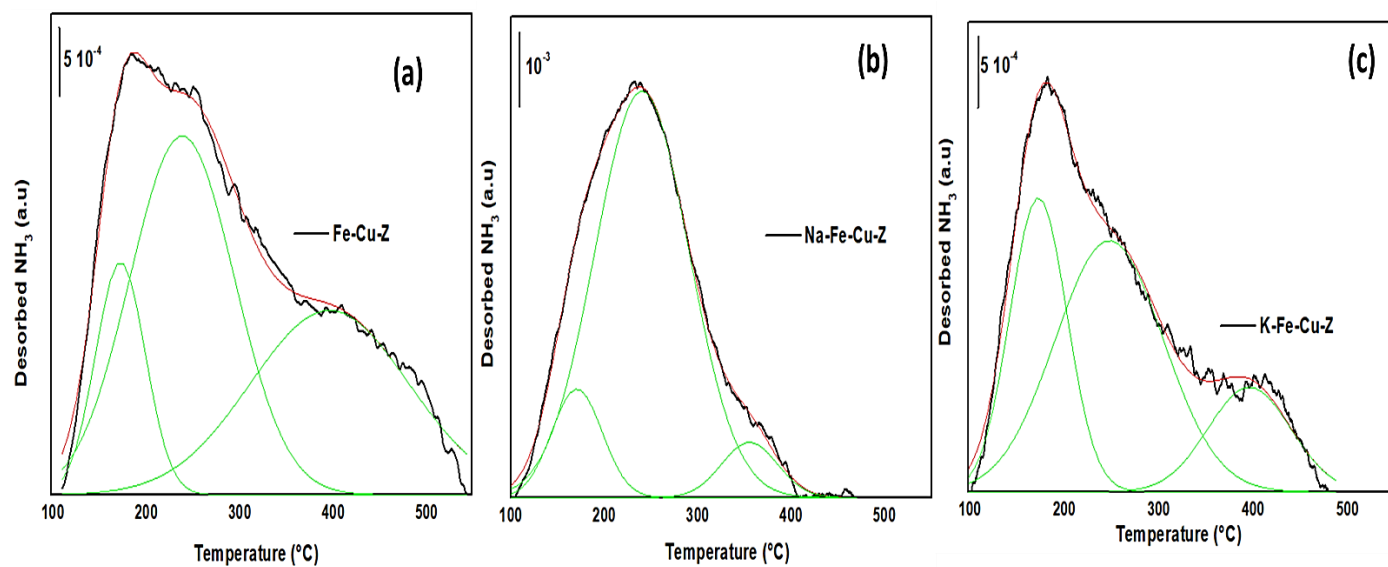 5 10⁻⁴
(a)
Desorbed NH₃ (a.u)
Fe-Cu-Z
100 200 300 400 500
Temperature (°C)
10⁻³
(b)
Desorbed NH₃ (a.u)
Na-Fe-Cu-Z
100 200 300 400 500
Temperature (°C)
5 10⁻⁴
(c)
Desorbed NH₃ (a.u)
K-Fe-Cu-Z
100 200 300 400 500
Temperature (°C)